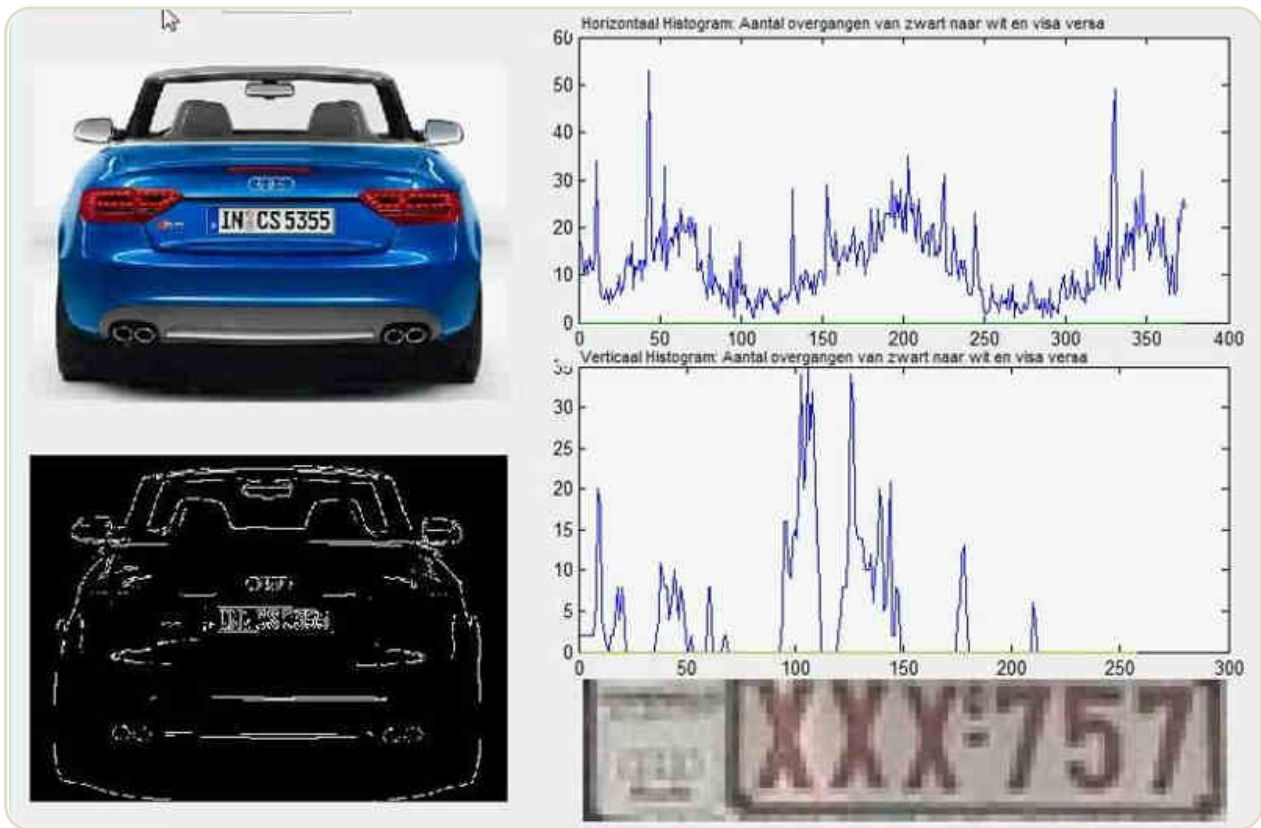 Horizontaal Histogram: Aantal overgangen van zwart naar wit en visa versa
60
50
40
30
20
10
0
0 50 100 150 200 250 300 350 400
IN CS 5355
Verticaal Histogram: Aantal overgangen van zwart naar wit en visa versa
35
30
25
20
15
10
5
0
0 50 100 150 200 250 300
XXX:757